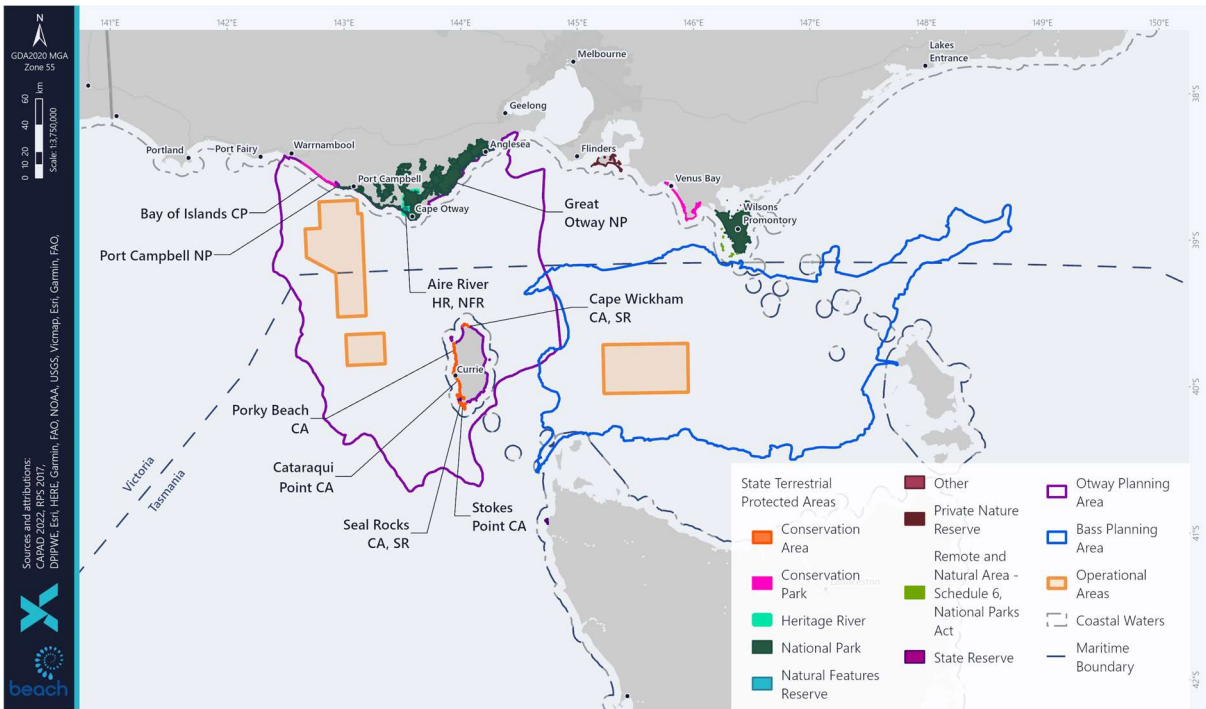 N
GDA2020 MGA
Zone 55
0 10 20 40 60
km
Scale: 1:3,750,000
Sources and attributions:
CAPAD 2022, RPS 2017,
DPIPWE, Esri, HERE, Garmin, FAO, NOAA, USGS, Vicmap, Esri, Garmin, FAO,
beach
141°E 142°E 143°E 144°E 145°E 146°E 147°E 148°E 149°E 150°E
38°S
39°S
40°S
41°S
42°S
Melbourne
Lakes
Entrance
Geelong
Portland
Port Fairy
Warrnambool
Anglesea
Flinders
Port Campbell
Venus Bay
Cape Otway
Wilsons
Promontory
Bay of Islands CP
Great
Otway NP
Port Campbell NP
Aire River
HR, NFR
Cape Wickham
CA, SR
Currie
Porky Beach
CA
Cataraqui
Point CA
Victoria
Tasmania
Seal Rocks
CA, SR
Stokes
Point CA
State Terrestrial
Protected Areas
Conservation
Area
Conservation
Park
Heritage River
National Park
Natural Features
Reserve
Other
Private Nature
Reserve
Remote and
Natural Area -
Schedule 6,
National Parks
Act
State Reserve
Otway Planning
Area
Bass Planning
Area
Operational
Areas
Coastal Waters
Maritime
Boundary